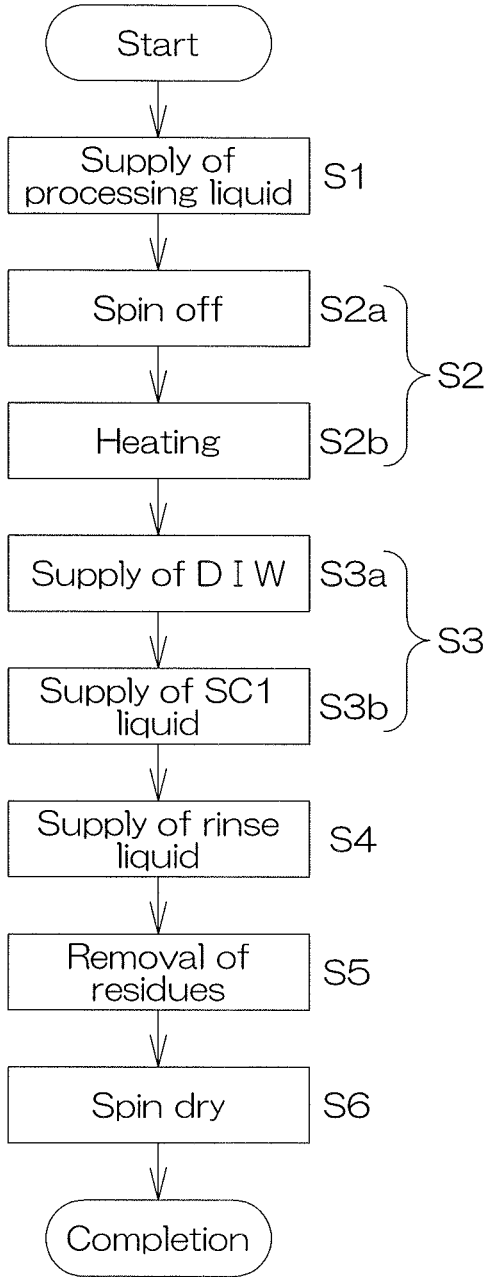 Start
Supply of
processing liquid
S1
Spin off
S2a
S2
Heating
S2b
Supply of D I W
S3a
S3
Supply of SC1
liquid
S3b
Supply of rinse
liquid
S4
Removal of
residues
S5
Spin dry
S6
Completion